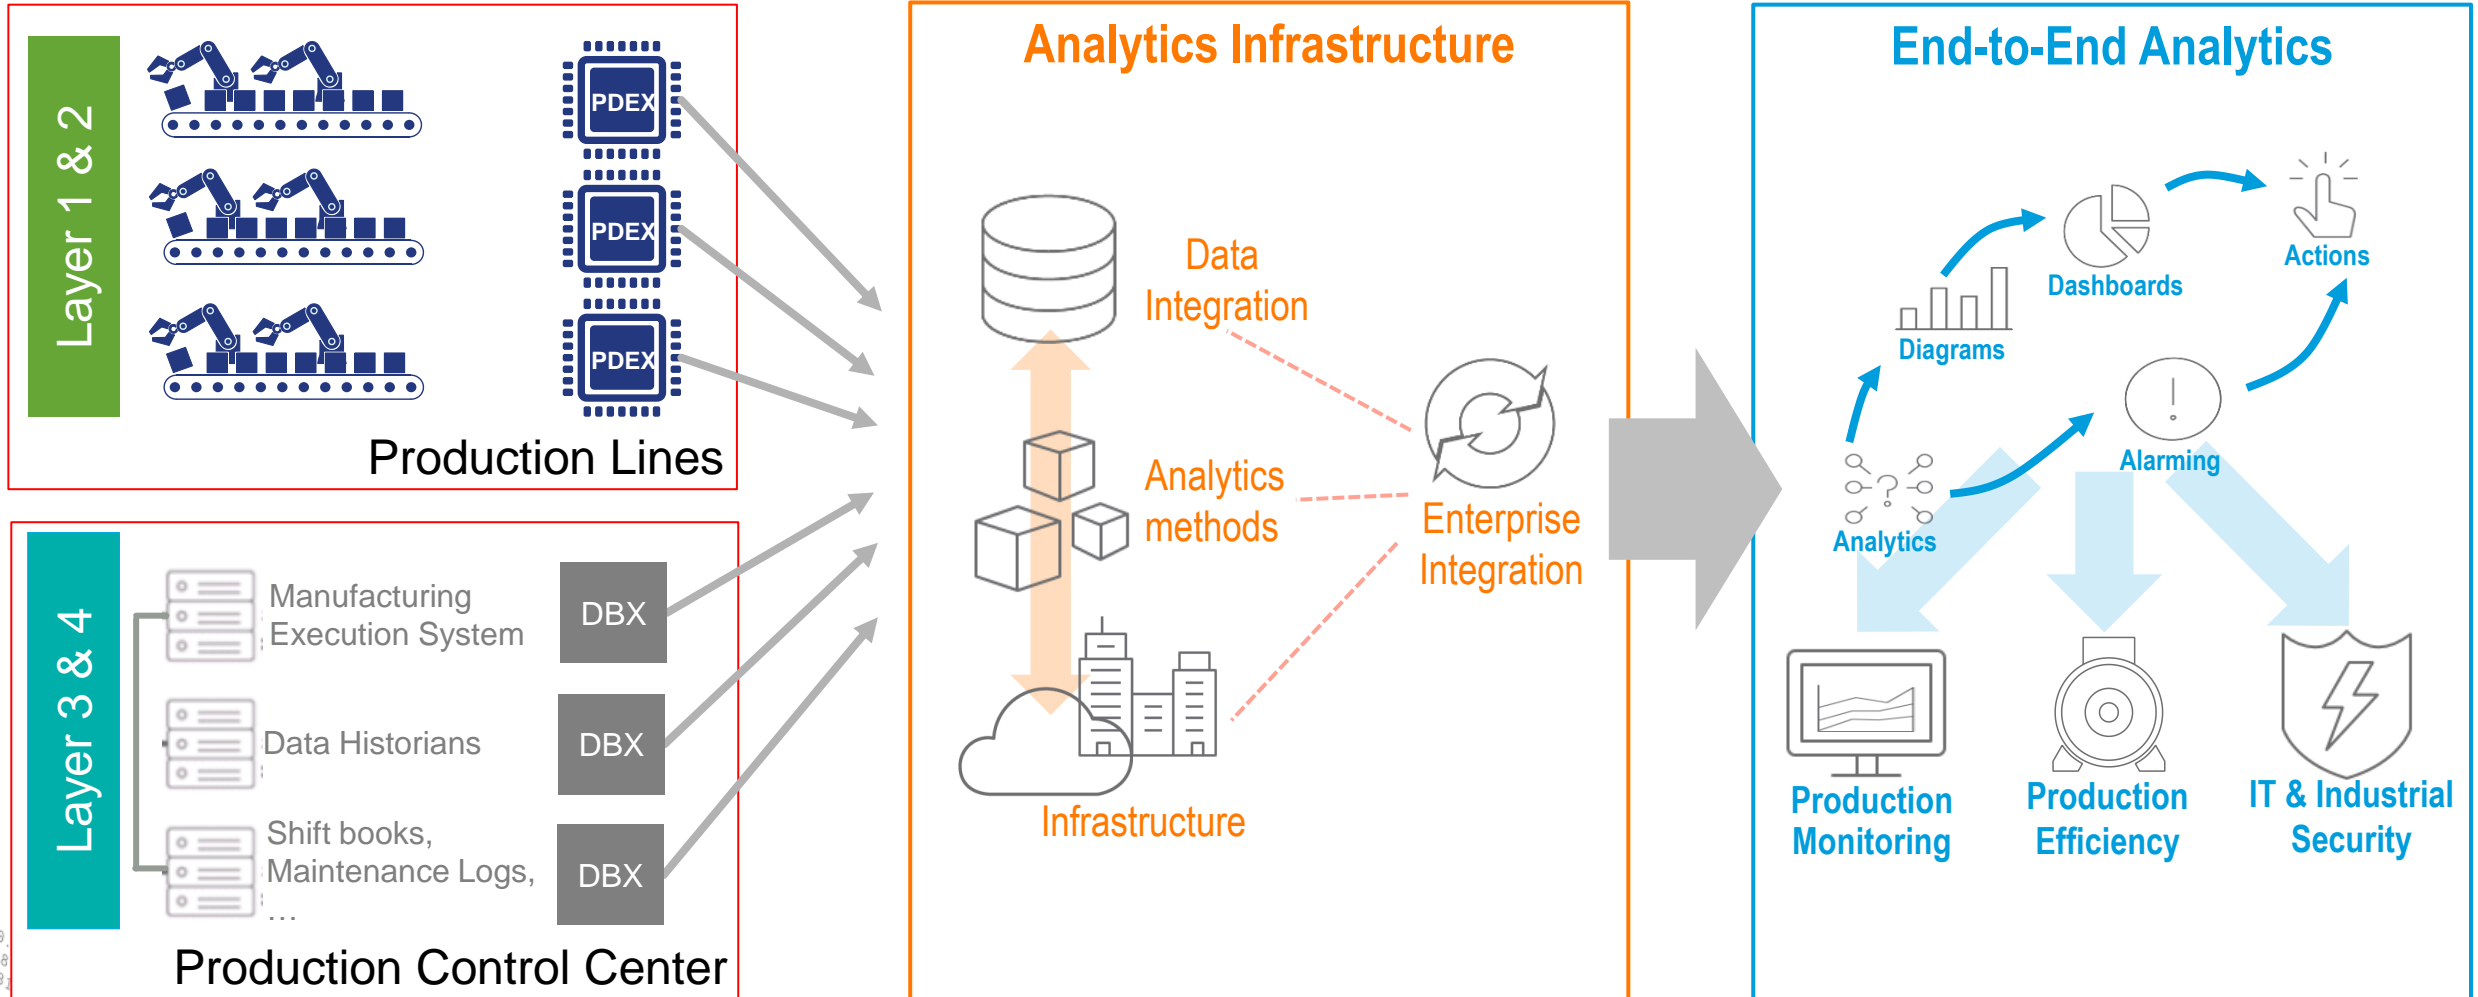 Layer 1 & 2
PDEX
PDEX
PDEX
Production Lines
Layer 3 & 4
Manufacturing
Execution System
DBX
Data Historians
DBX
Shift books,
Maintenance Logs,
…
DBX
Production Control Center
Analytics Infrastructure
Data
Integration
Analytics
methods
Enterprise
Integration
Infrastructure
End-to-End Analytics
Actions
Dashboards
Diagrams
Alarming
Analytics
Production
Monitoring
Production
Efficiency
IT & Industrial
Security